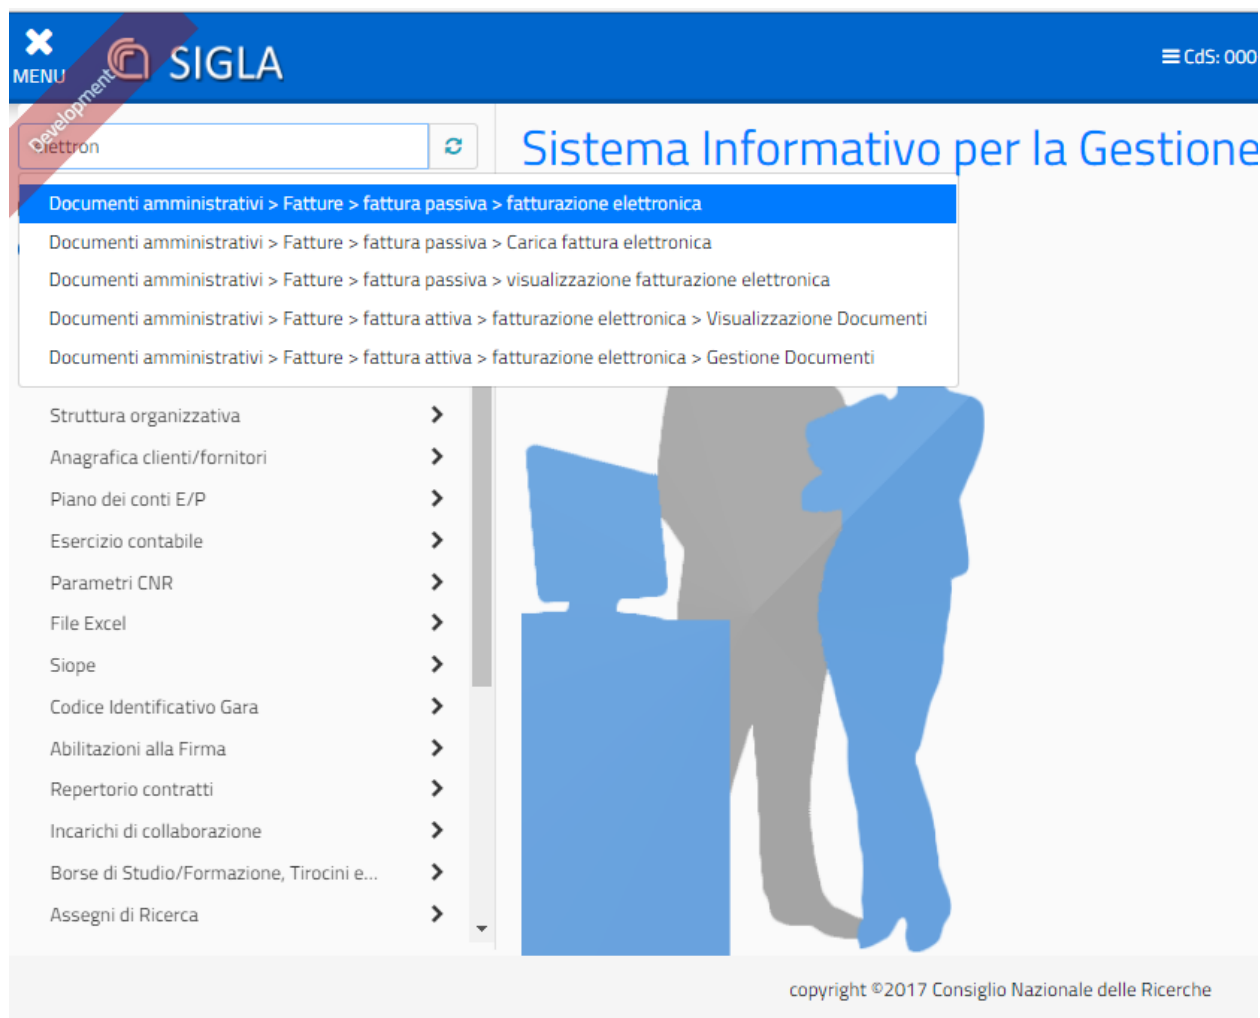 MENU
SIGLA
CdS: 000
Development
elettron
Sistema Informativo per la Gestione
Documenti amministrativi > Fatture > fattura passiva > fatturazione elettronica
Documenti amministrativi > Fatture > fattura passiva > Carica fattura elettronica
Documenti amministrativi > Fatture > fattura passiva > visualizzazione fatturazione elettronica
Documenti amministrativi > Fatture > fattura attiva > fatturazione elettronica > Visualizzazione Documenti
Documenti amministrativi > Fatture > fattura attiva > fatturazione elettronica > Gestione Documenti
Struttura organizzativa
Anagrafica clienti/fornitori
Piano dei conti E/P
Esercizio contabile
Parametri CNR
File Excel
Siope
Codice Identificativo Gara
Abilitazioni alla Firma
Repertorio contratti
Incarichi di collaborazione
Borse di Studio/Formazione, Tirocini e...
Assegni di Ricerca
copyright ©2017 Consiglio Nazionale delle Ricerche